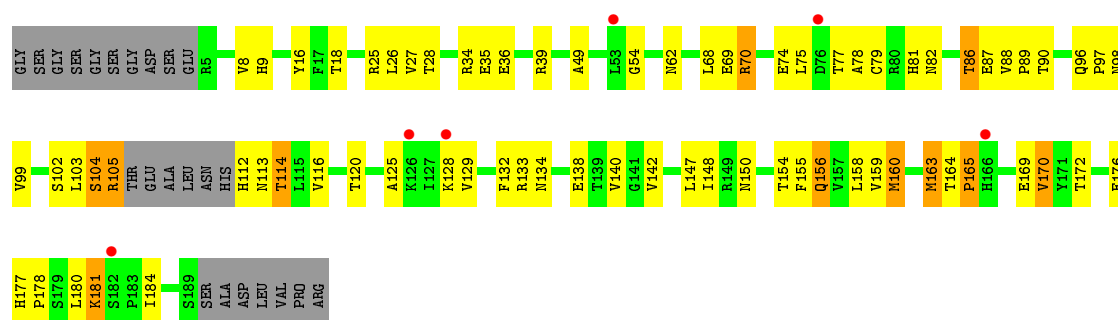 GLY SER GLY SER GLY SER GLY ASP SER GLU R5 V8 H9 Y16 F17 T18 R25 L26 V27 T28 R34 E35 E36 R39 A49 L53 G54 N62 L68 E69 R70 E74 L75 D76 T77 A78 C79 R80 H81 N82 T86 E87 V88 P89 T90 Q96 P97 N98
V99 S102 L103 S104 R105 THR GLU ALA LEU ASN HIS H112 N113 T114 L115 V116 T120 A125 K126 I127 K128 V129 F132 R133 N134 E138 T139 V140 G141 V142 L147 I148 R149 N150 T154 F155 Q156 V157 L158 V159 M160 M163 T164 P165 H166 E169 V170 Y171 T172
H177 P178 S179 L180 K181 S182 P183 I184 S189 SER ALA ASP LEU VAL PRO ARG